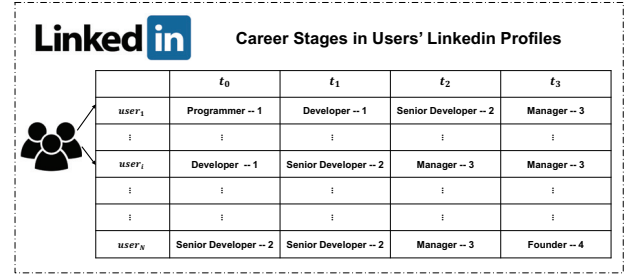 Linked in
Career Stages in Users' Linkedin Profiles
t₀ t₁ t₂ t₃
user₁ Programmer -- 1 Developer -- 1 Senior Developer -- 2 Manager -- 3
⋮ ⋮ ⋮ ⋮ ⋮
userᵢ Developer -- 1 Senior Developer -- 2 Manager -- 3 Manager -- 3
⋮ ⋮ ⋮ ⋮ ⋮
⋮ ⋮ ⋮ ⋮ ⋮
user_N Senior Developer -- 2 Senior Developer -- 2 Manager -- 3 Founder -- 4